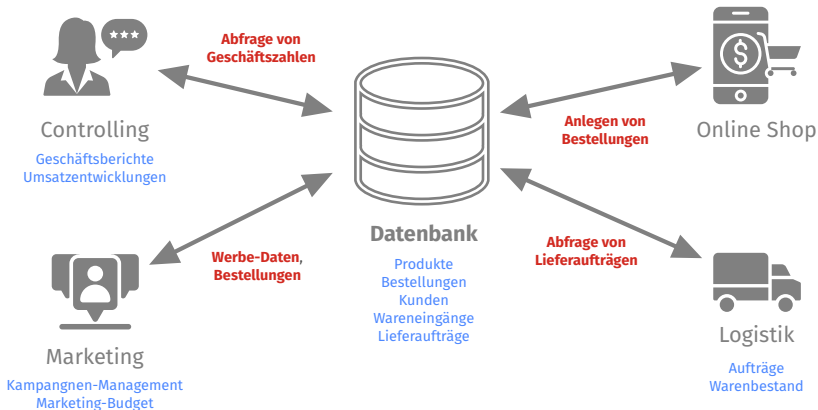 Abfrage von
Geschäftszahlen
Controlling
Geschäftsberichte
Umsatzentwicklungen
Anlegen von
Bestellungen
Online Shop
Datenbank
Produkte
Bestellungen
Kunden
Wareneingänge
Lieferaufträge
Werbe-Daten,
Bestellungen
Marketing
Kampangnen-Management
Marketing-Budget
Abfrage von
Lieferaufträgen
Logistik
Aufträge
Warenbestand